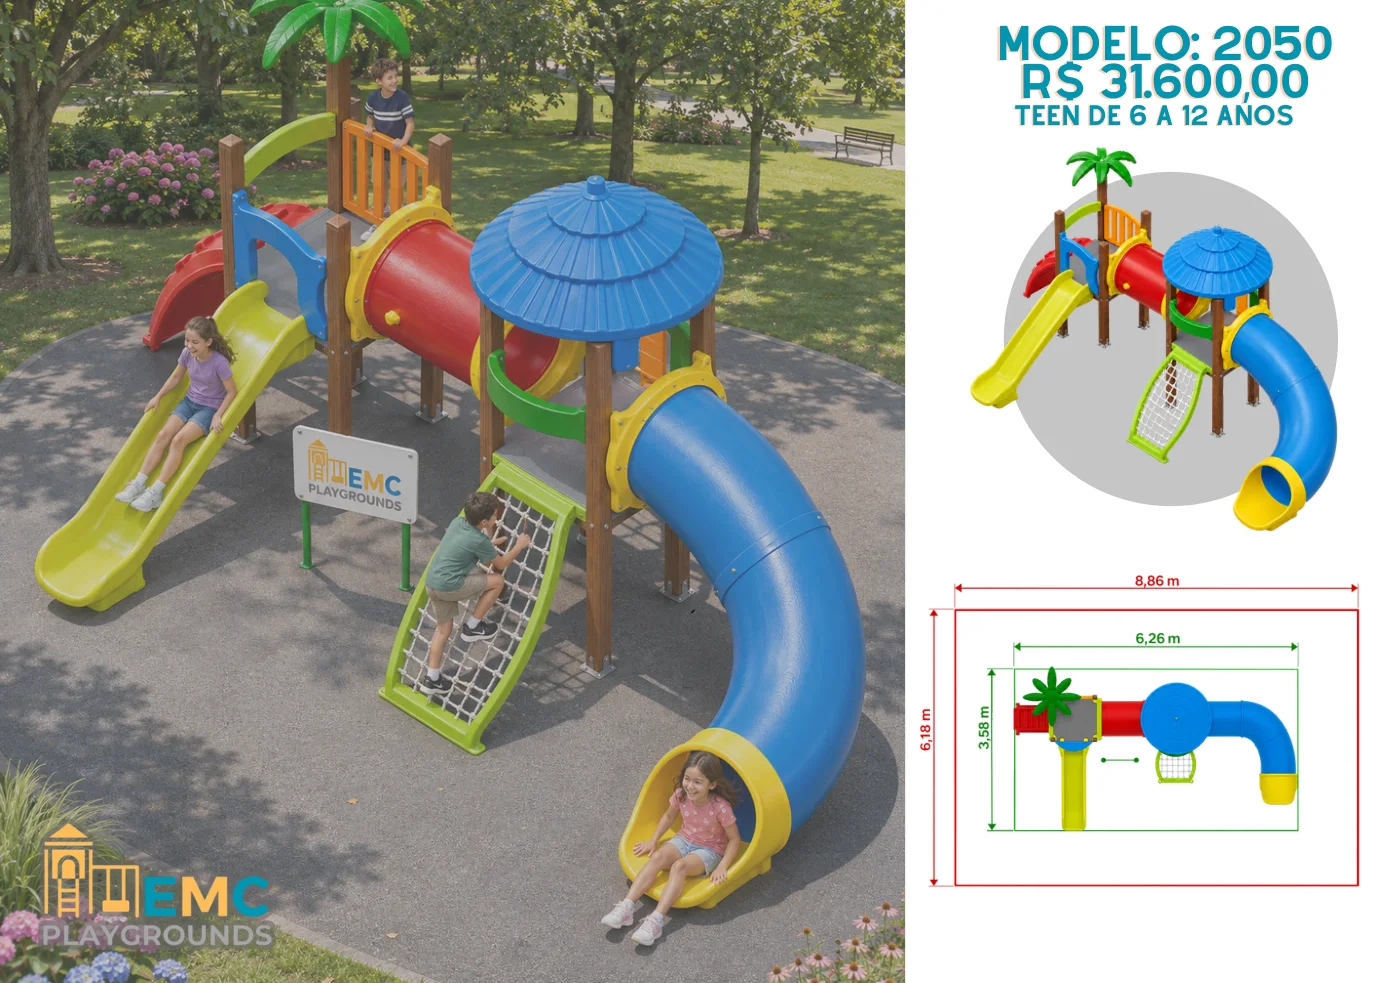 MODELO: 2050
R$ 31.600,00
TEEN DE 6 A 12 ANOS
EMC
PLAYGROUNDS
8,86 m
6,26 m
6,18 m
3,58 m
EMC
PLAYGROUNDS